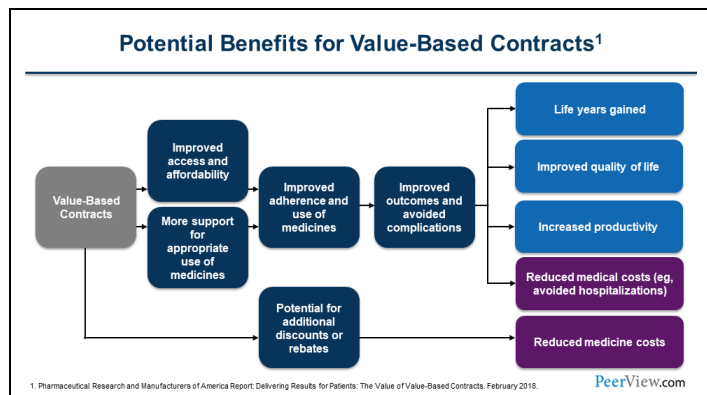 Potential Benefits for Value-Based Contracts1
Value-Based
Contracts
Improved
access and
affordability
More support
for
appropriate
use of
medicines
Improved
adherence and
use of
medicines
Improved
outcomes and
avoided
complications
Potential for
additional
discounts or
rebates
Life years gained
Improved quality of life
Increased productivity
Reduced medical costs (eg,
avoided hospitalizations)
Reduced medicine costs
1. Pharmaceutical Research and Manufacturers of America Report: Delivering Results for Patients: The Value of Value-Based Contracts. February 2018.
PeerView.com